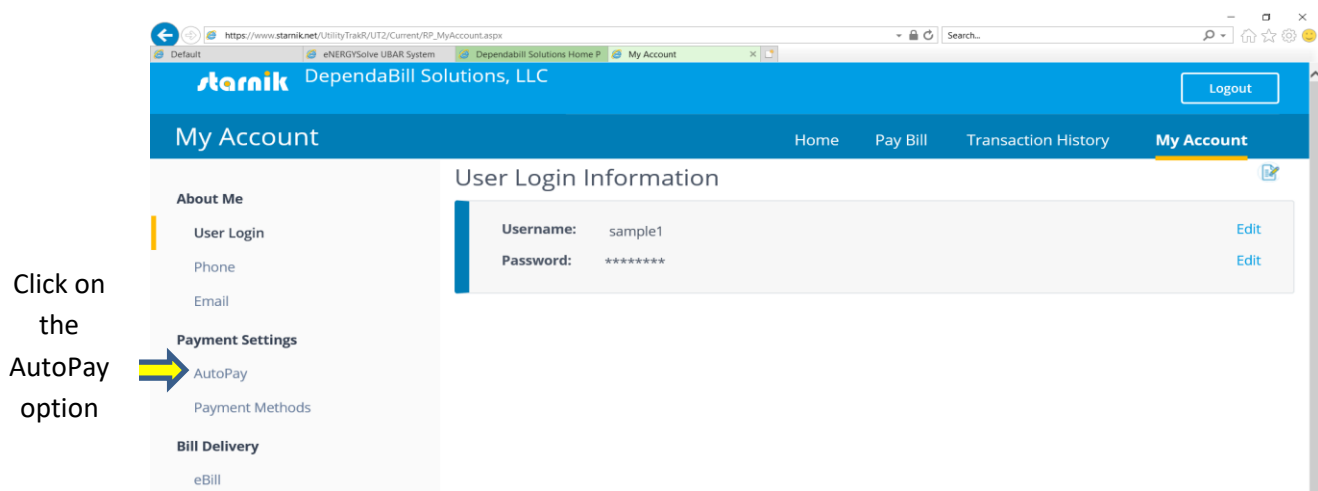 https://www.starnik.net/UtilityTrakR/UT2/Current/RP_MyAccount.aspx
Search...
Default
eNERGYSolve UBAR System
Dependabill Solutions Home P
My Account
starnik DependaBill Solutions, LLC
Logout
My Account
Home Pay Bill Transaction History My Account
User Login Information
About Me
User Login
Phone
Email
Username: sample1 Edit
Password: ******** Edit
Click on
the
AutoPay
option
Payment Settings
AutoPay
Payment Methods
Bill Delivery
eBill